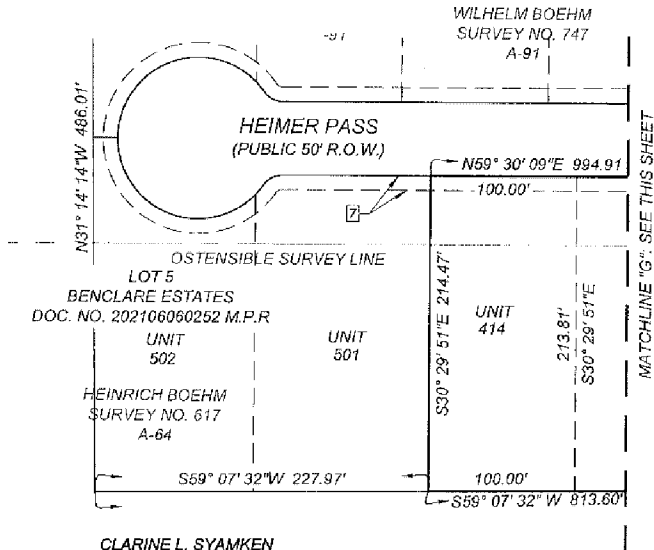 WILHELM BOEHM
SURVEY NO. 747
A-91
-91
HEIMER PASS
(PUBLIC 50' R.O.W.)
N59° 30' 09"E 994.91
100.00'
7
N31° 14' 14"W 486.01'
MATCHLINE "G": SEE THIS SHEET
OSTENSIBLE SURVEY LINE
LOT 5
BENCLARE ESTATES
DOC. NO. 202106060252 M.P.R
UNIT
502
UNIT
501
S30° 29' 51"E 214.47'
UNIT
414
213.81'
S30° 29' 51"E
HEINRICH BOEHM
SURVEY NO. 617
A-64
S59° 07' 32"W 227.97'
100.00'
S59° 07' 32" W 813.60'
CLARINE L. SYAMKEN